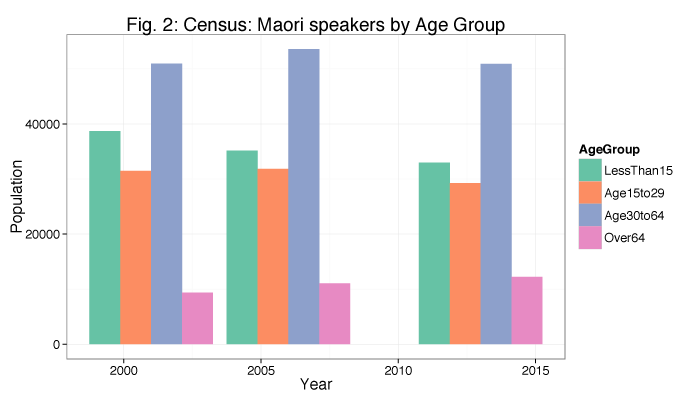 Fig. 2: Census: Maori speakers by Age Group
Population
40000
20000
0
2000
2005
2010
2015
Year
AgeGroup
LessThan15
Age15to29
Age30to64
Over64